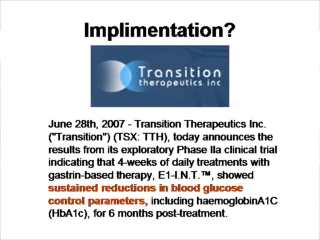 Implimentation?
Transition
therapeutics inc
June 28th, 2007 - Transition Therapeutics Inc.
("Transition") (TSX: TTH), today announces the
results from its exploratory Phase IIa clinical trial
indicating that 4-weeks of daily treatments with
gastrin-based therapy, E1-I.N.T.™, showed
sustained reductions in blood glucose
control parameters, including haemoglobinA1C
(HbA1c), for 6 months post-treatment.